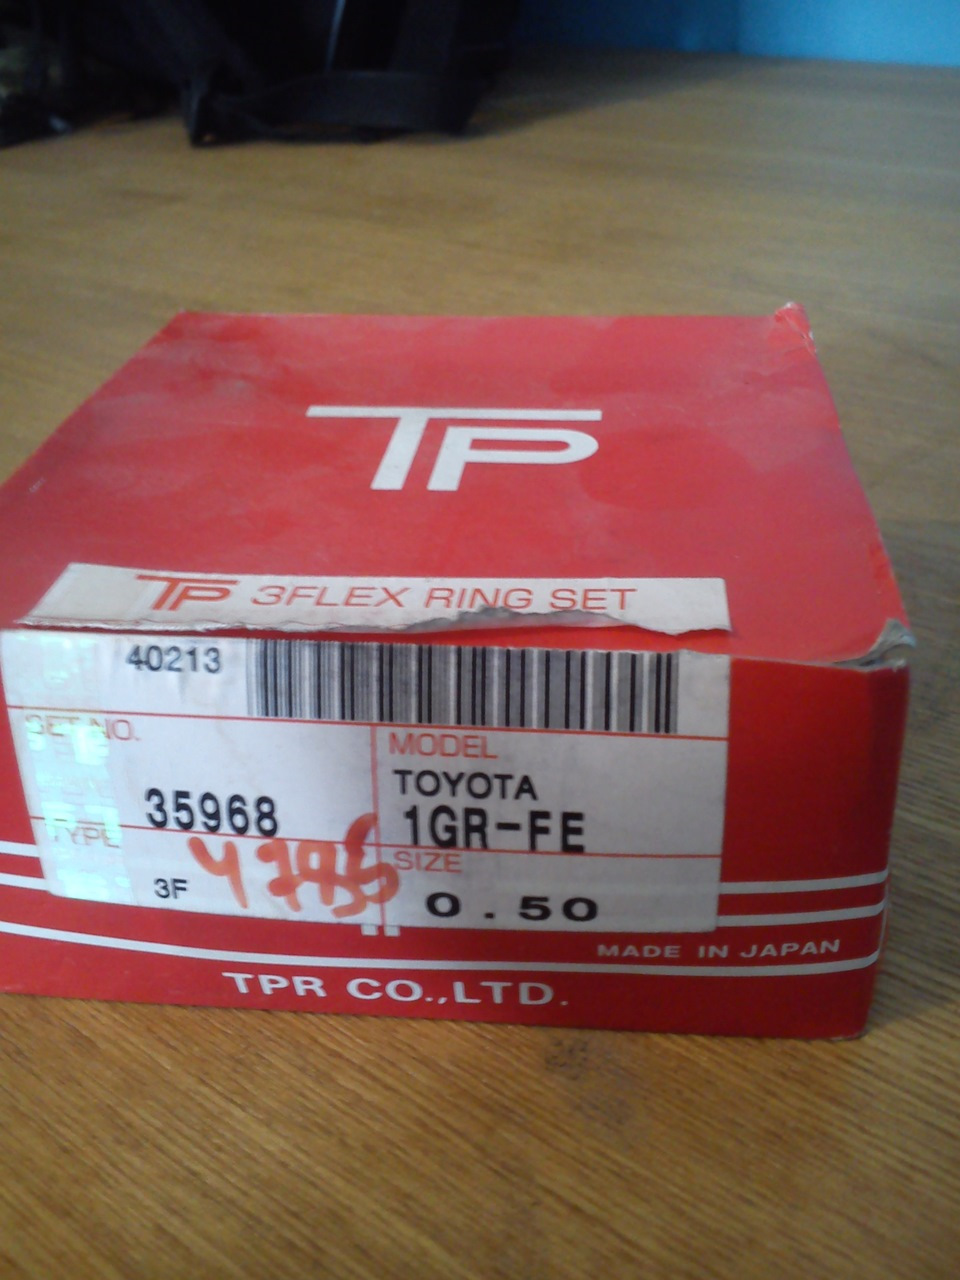 TP
TP 3FLEX RING SET
40213
SET NO.
35968
MODEL
TOYOTA
1GR-FE
TYPE
3F
SIZE
0.50
MADE IN JAPAN
TPR CO.,LTD.